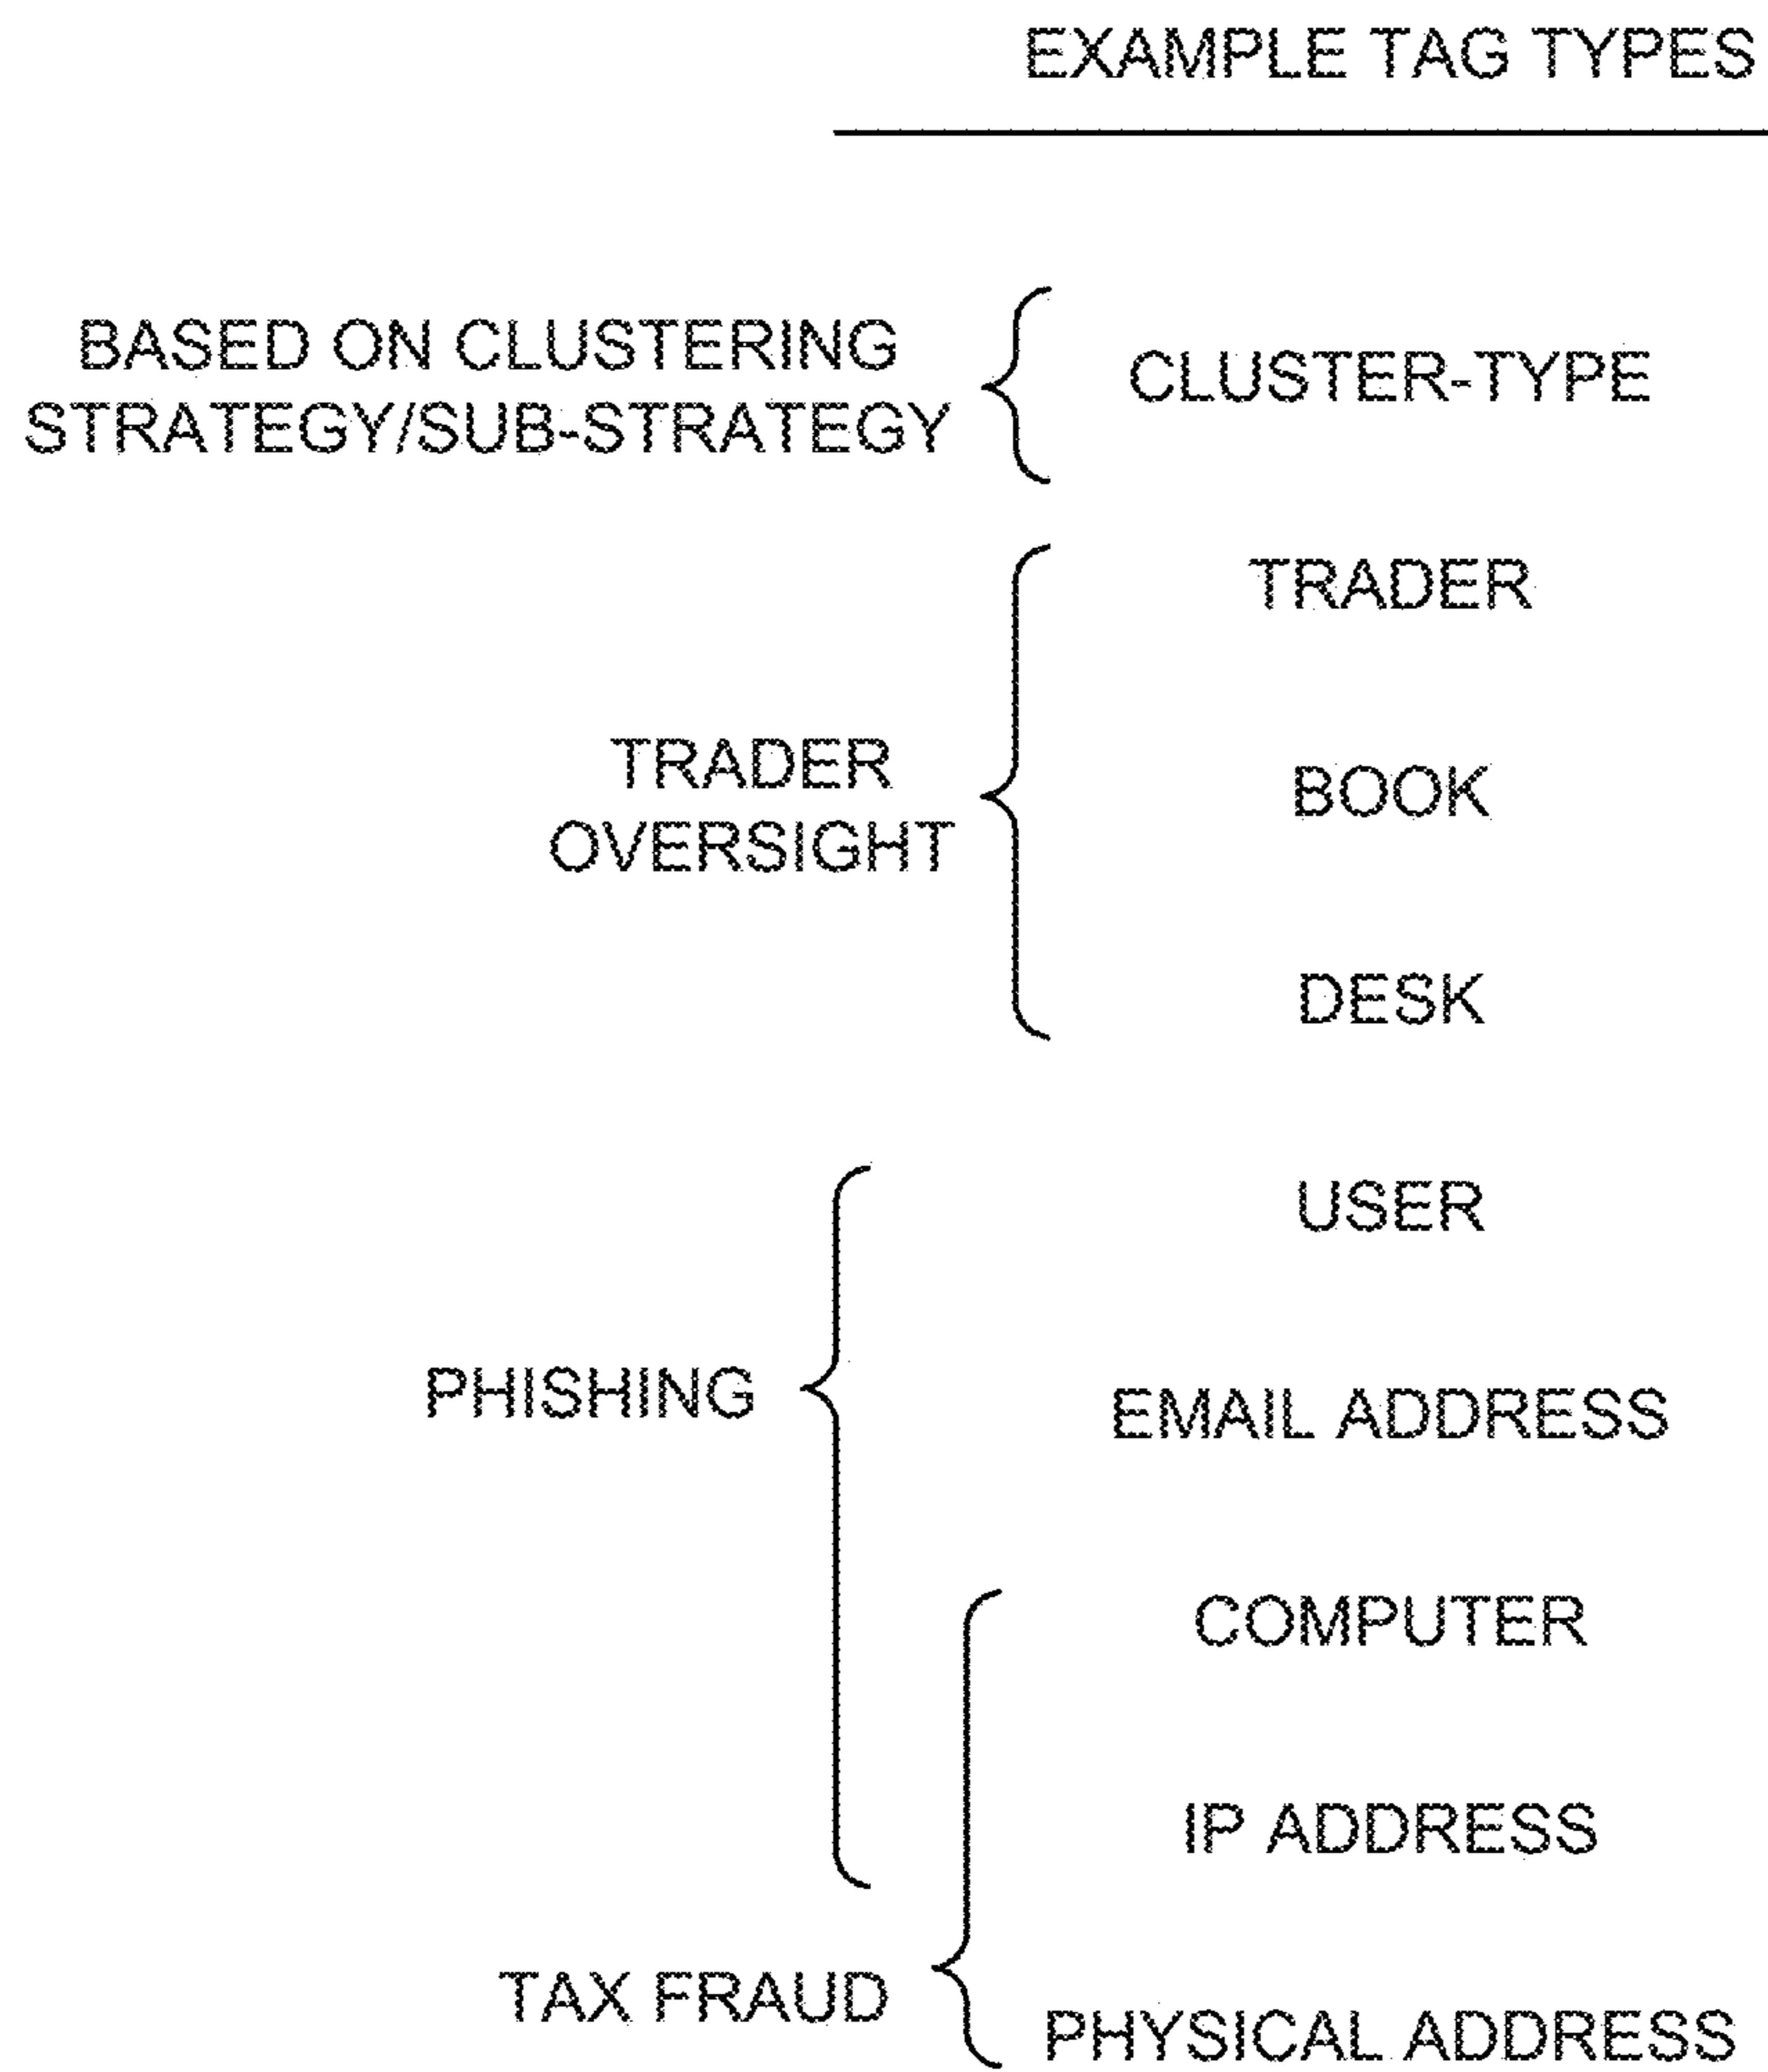 EXAMPLE TAG TYPES
BASED ON CLUSTERING
STRATEGY/SUB-STRATEGY
CLUSTER-TYPE
TRADER
OVERSIGHT
TRADER
BOOK
DESK
PHISHING
USER
EMAIL ADDRESS
COMPUTER
IP ADDRESS
TAX FRAUD
PHYSICAL ADDRESS